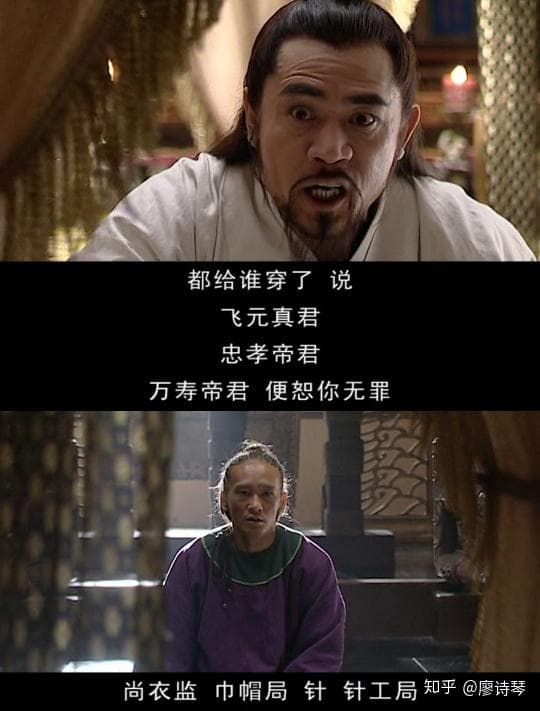 都给谁穿了 说
飞元真君
忠孝帝君
万寿帝君 便恕你无罪
尚衣监 巾帽局 针 针工局
知乎 @廖诗琴